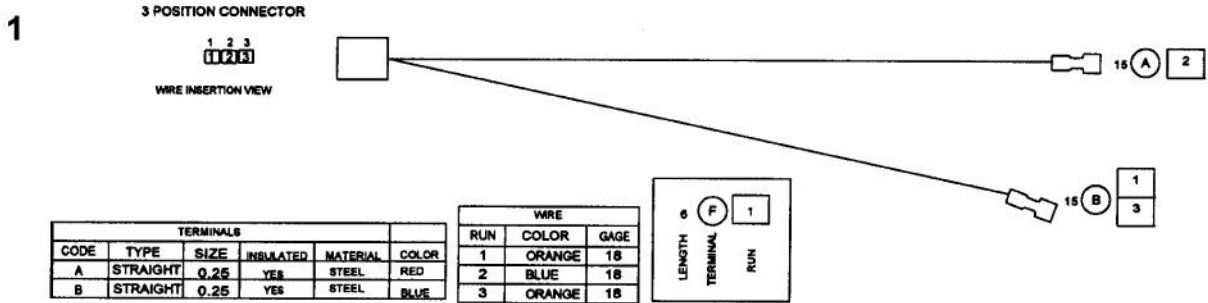 3 POSITION CONNECTOR
1
1 2 3
1 2 3
WIRE INSERTION VIEW
15 A 2
15 B 1
3
6 F 1
LENGTH
TERMINAL
RUN
TERMINALS
CODE TYPE SIZE INSULATED MATERIAL COLOR
A STRAIGHT 0.25 YES STEEL RED
B STRAIGHT 0.25 YES STEEL BLUE
WIRE
RUN COLOR GAGE
1 ORANGE 18
2 BLUE 18
3 ORANGE 18